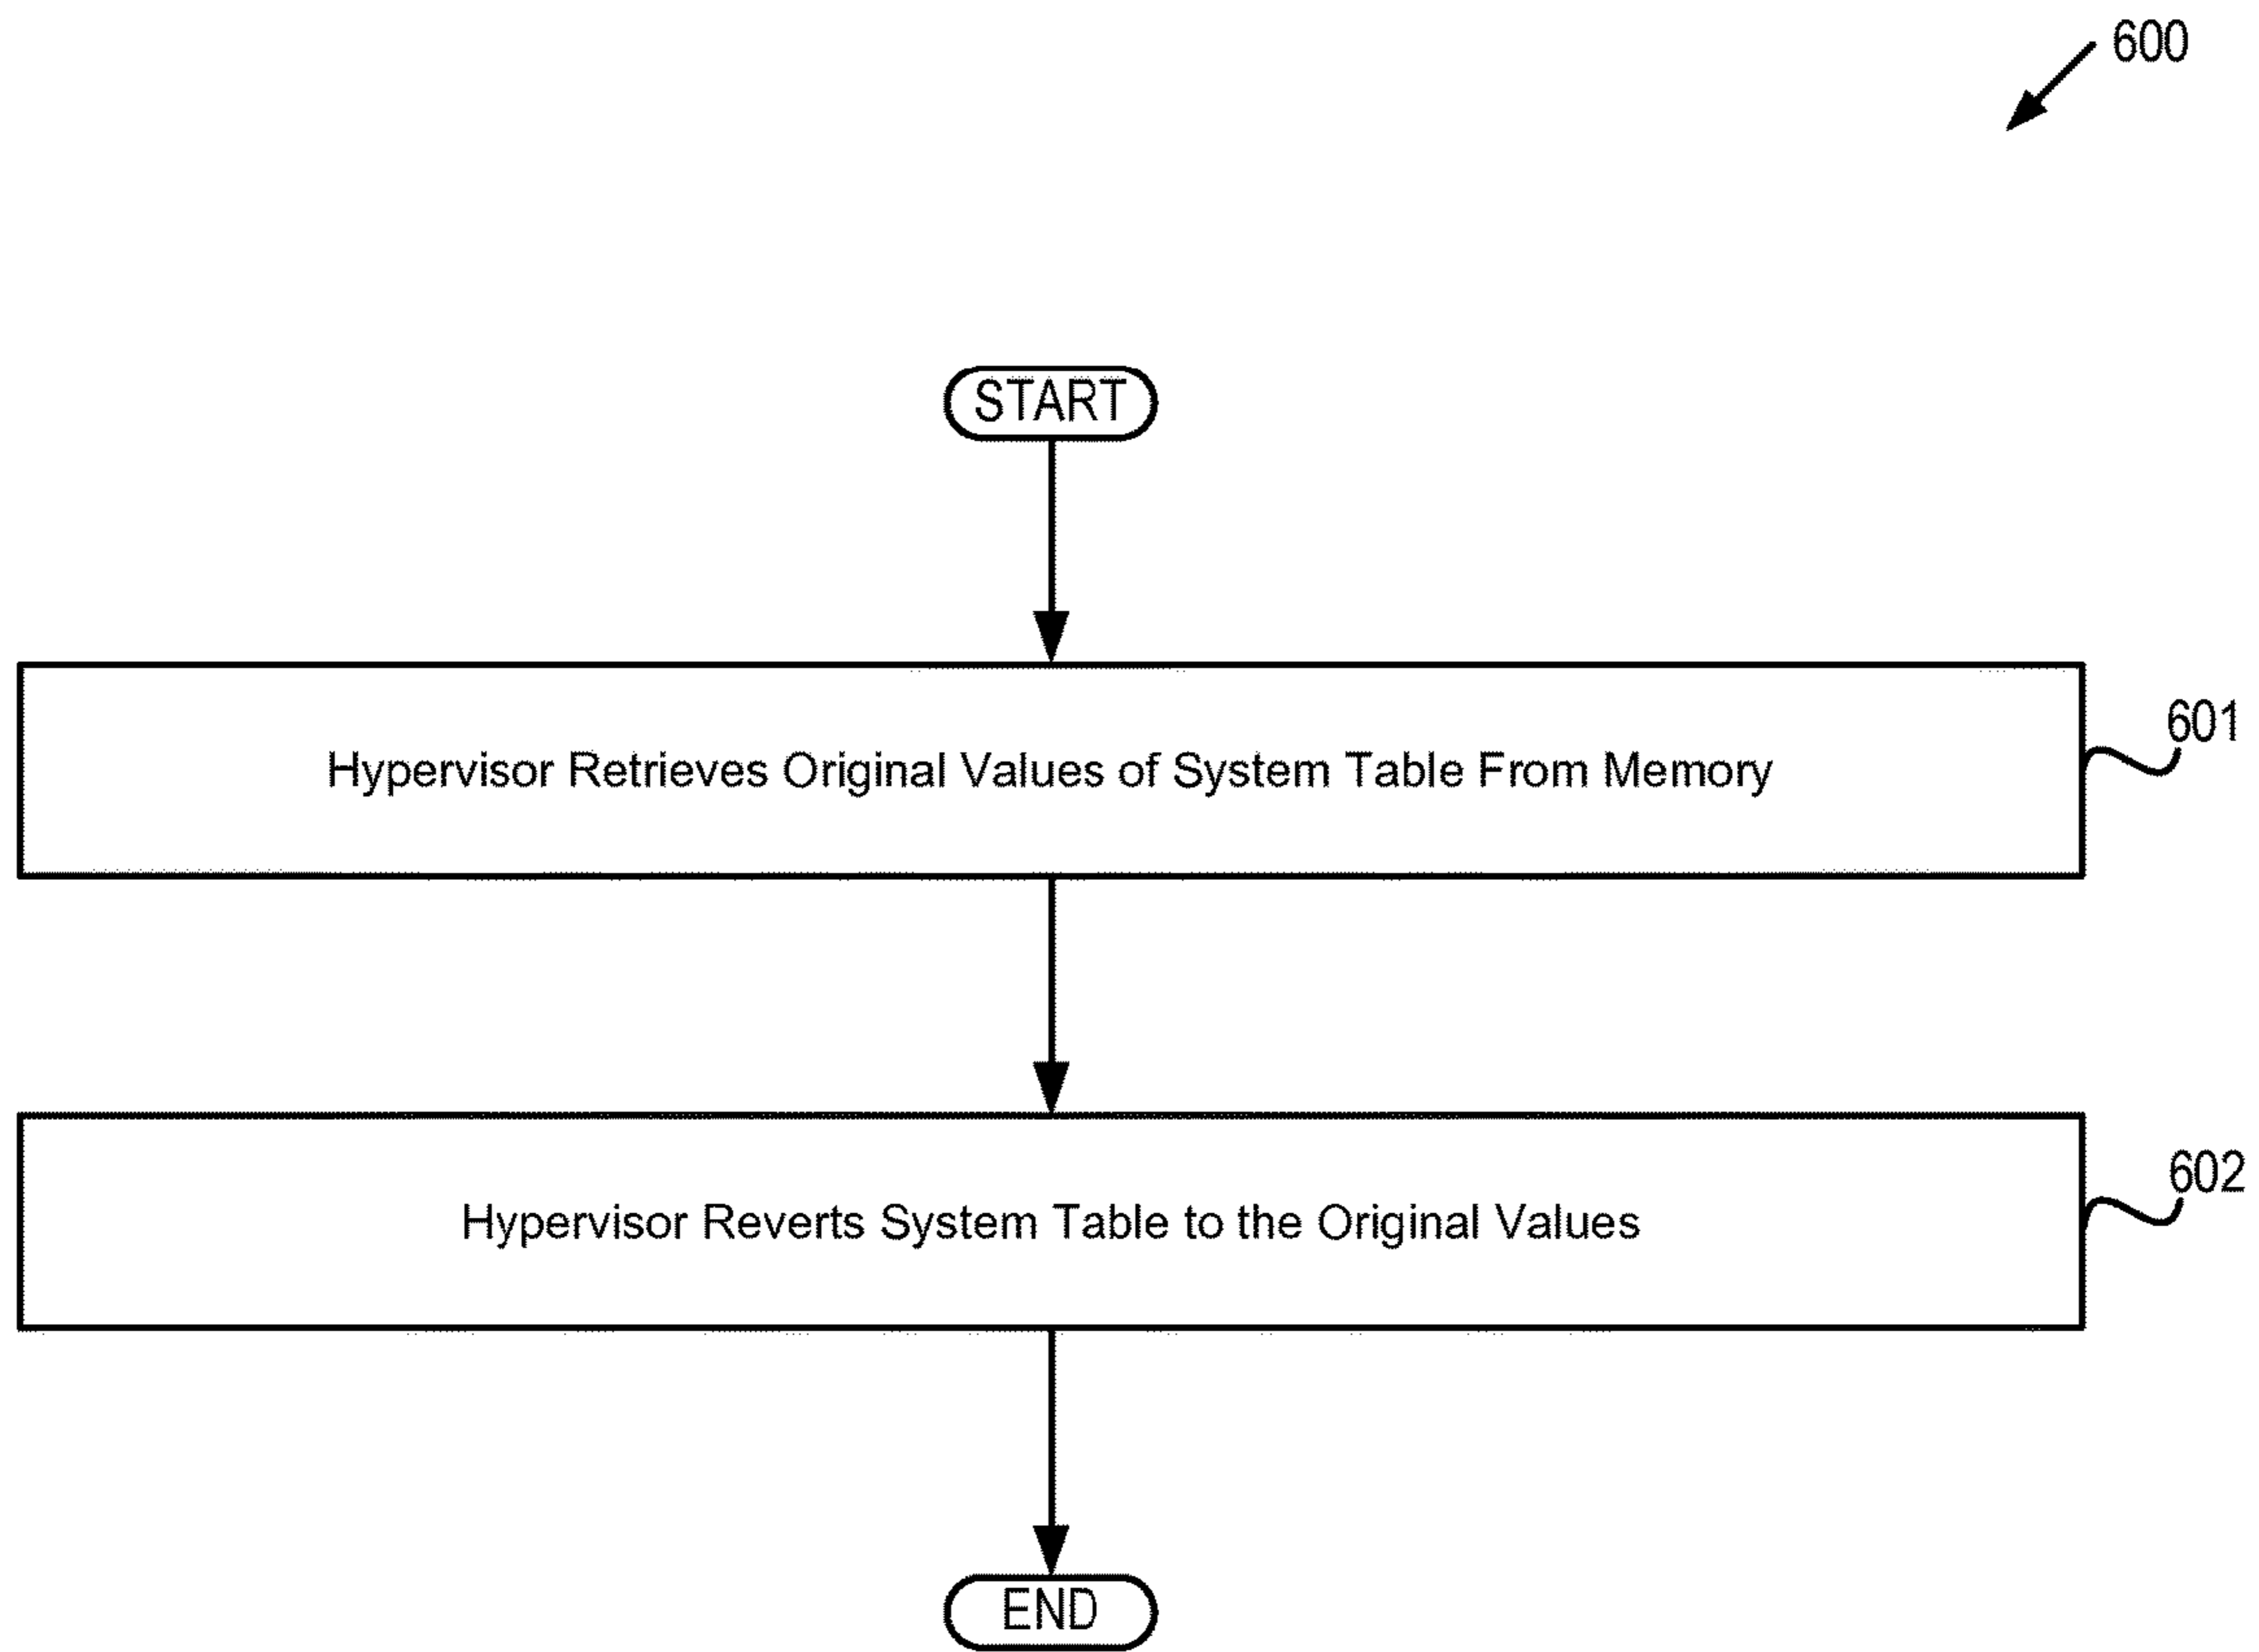 600
START
Hypervisor Retrieves Original Values of System Table From Memory
601
Hypervisor Reverts System Table to the Original Values
602
END